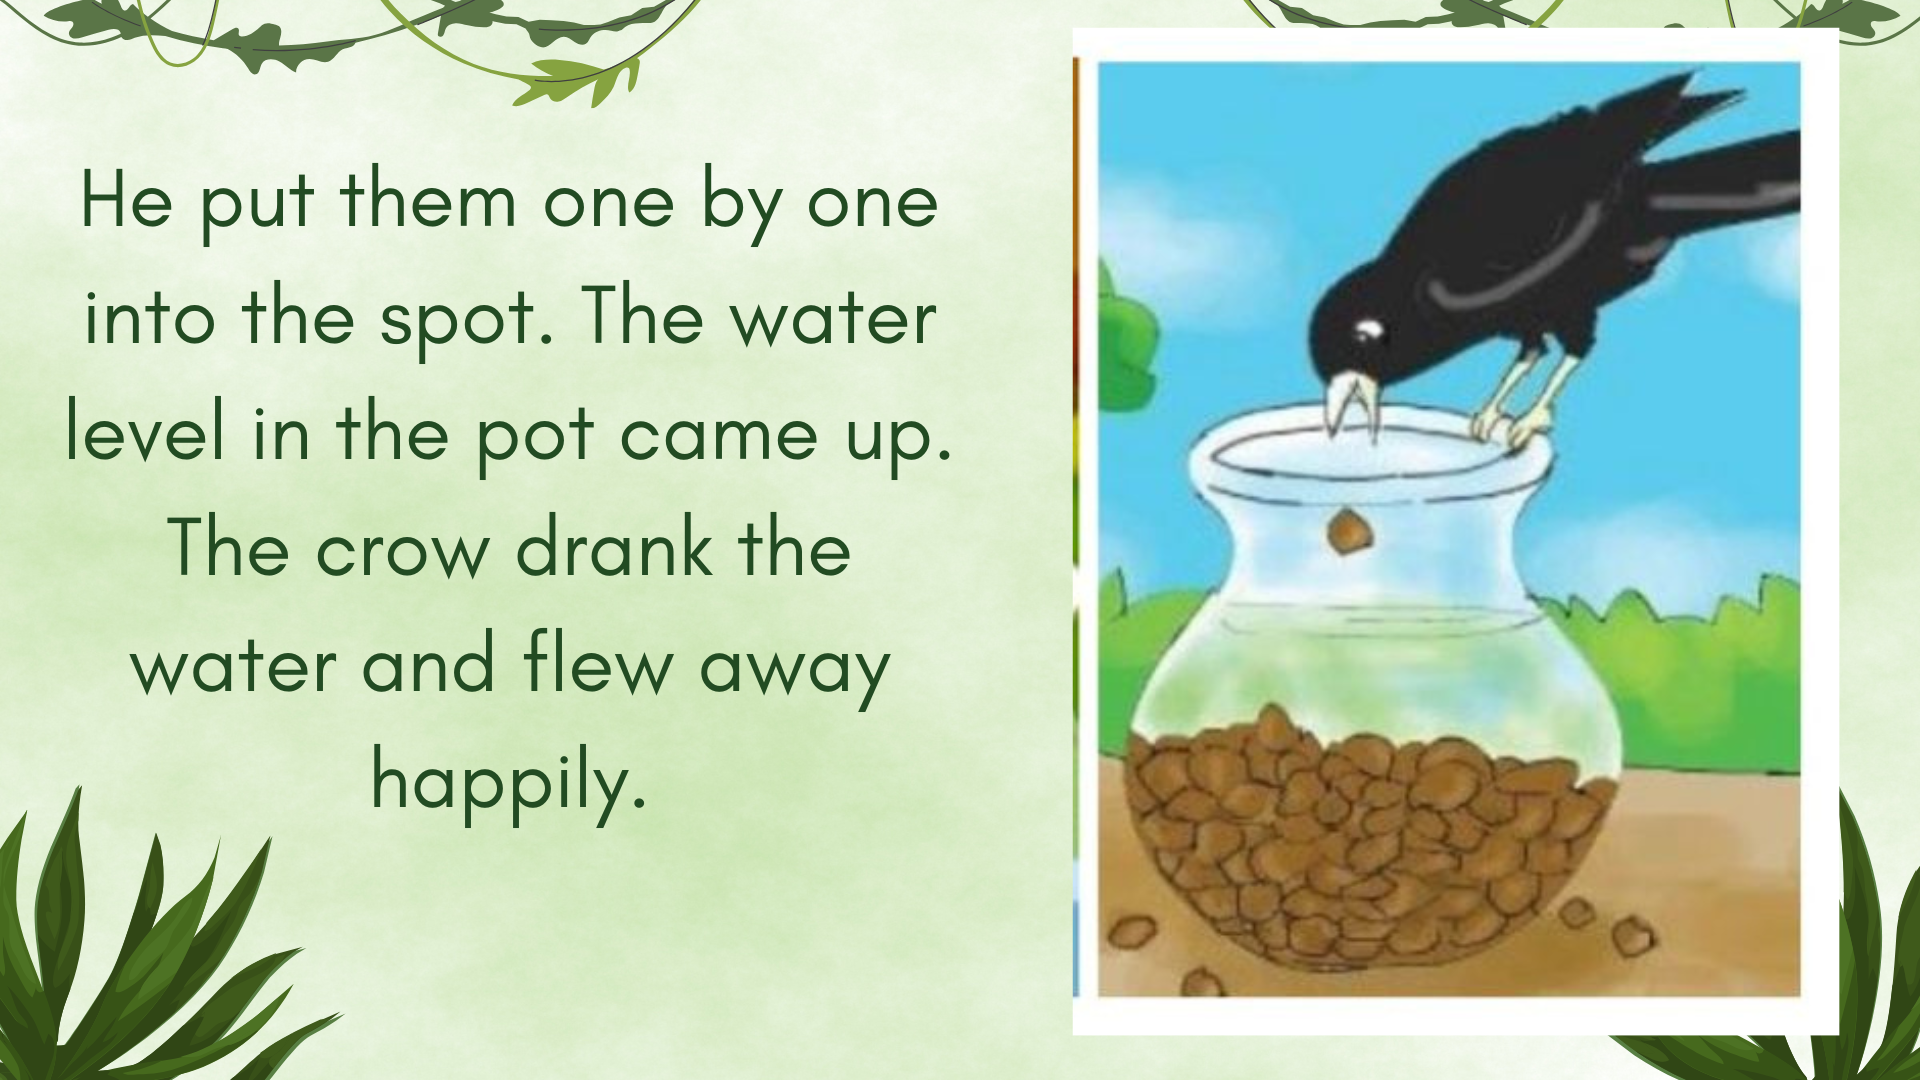 He put them one by one
into the spot. The water
level in the pot came up.
The crow drank the
water and flew away
happily.